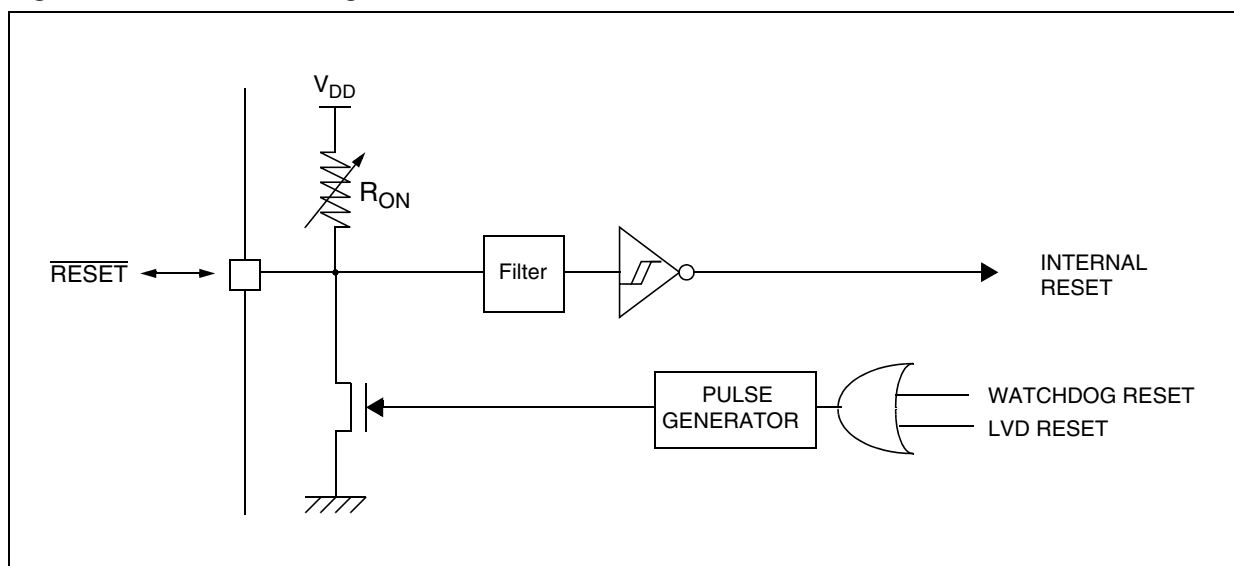 VDD
RON
RESET
Filter
INTERNAL
RESET
PULSE
GENERATOR
WATCHDOG RESET
LVD RESET